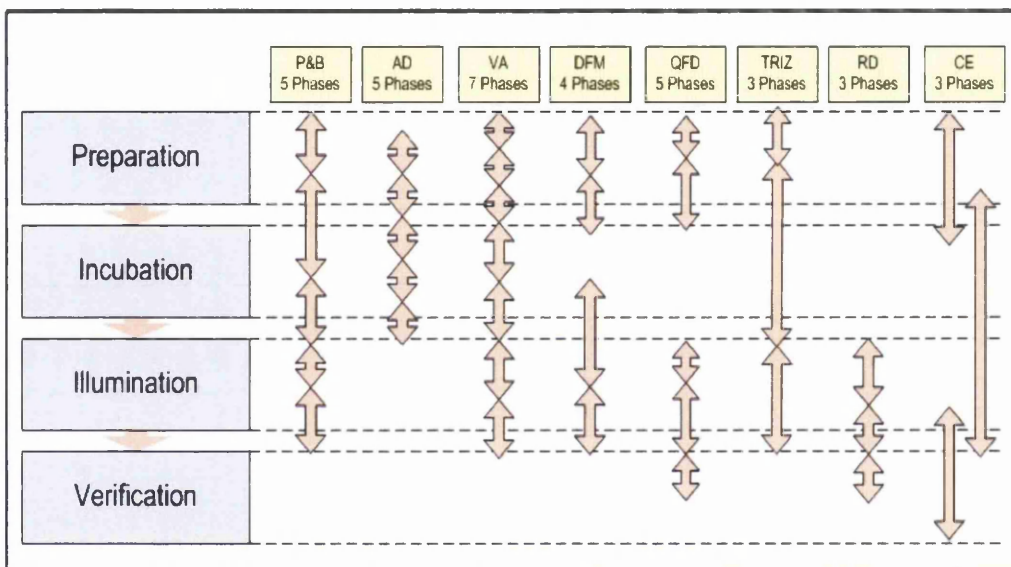 P&B
5 Phases
AD
5 Phases
VA
7 Phases
DFM
4 Phases
QFD
5 Phases
TRIZ
3 Phases
RD
3 Phases
CE
3 Phases
Preparation
Incubation
Illumination
Verification